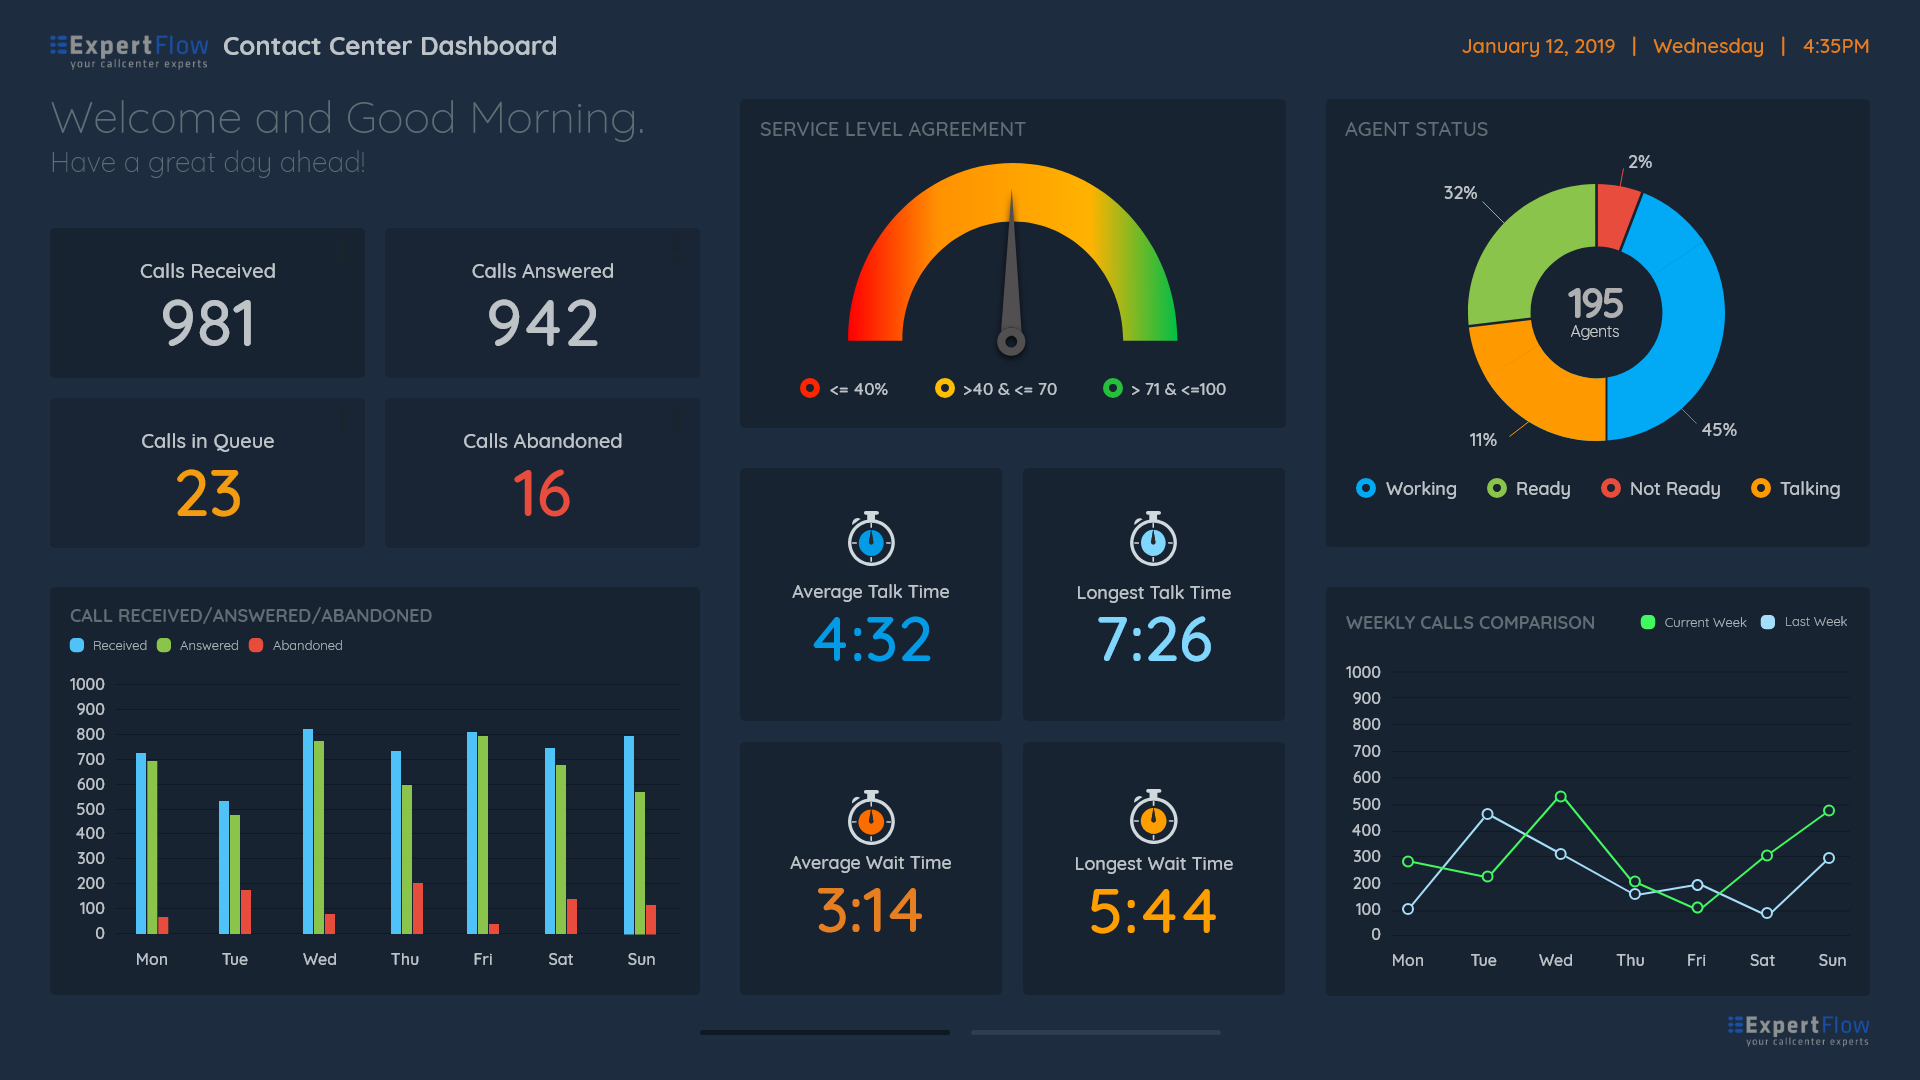 ExpertFlow
your callcenter experts
Contact Center Dashboard
January 12, 2019 | Wednesday | 4:35PM
Welcome and Good Morning.
Have a great day ahead!
Calls Received
981
Calls Answered
942
Calls in Queue
23
Calls Abandoned
16
SERVICE LEVEL AGREEMENT
<= 40%
>40 & <= 70
> 71 & <=100
AGENT STATUS
2%
32%
195
Agents
11%
45%
Working
Ready
Not Ready
Talking
Average Talk Time
4:32
Longest Talk Time
7:26
Average Wait Time
3:14
Longest Wait Time
5:44
CALL RECEIVED/ANSWERED/ABANDONED
Received Answered Abandoned
1000
900
800
700
600
500
400
300
200
100
0
Mon Tue Wed Thu Fri Sat Sun
WEEKLY CALLS COMPARISON
Current Week Last Week
1000
900
800
700
600
500
400
300
200
100
0
Mon Tue Wed Thu Fri Sat Sun
ExpertFlow
your callcenter experts